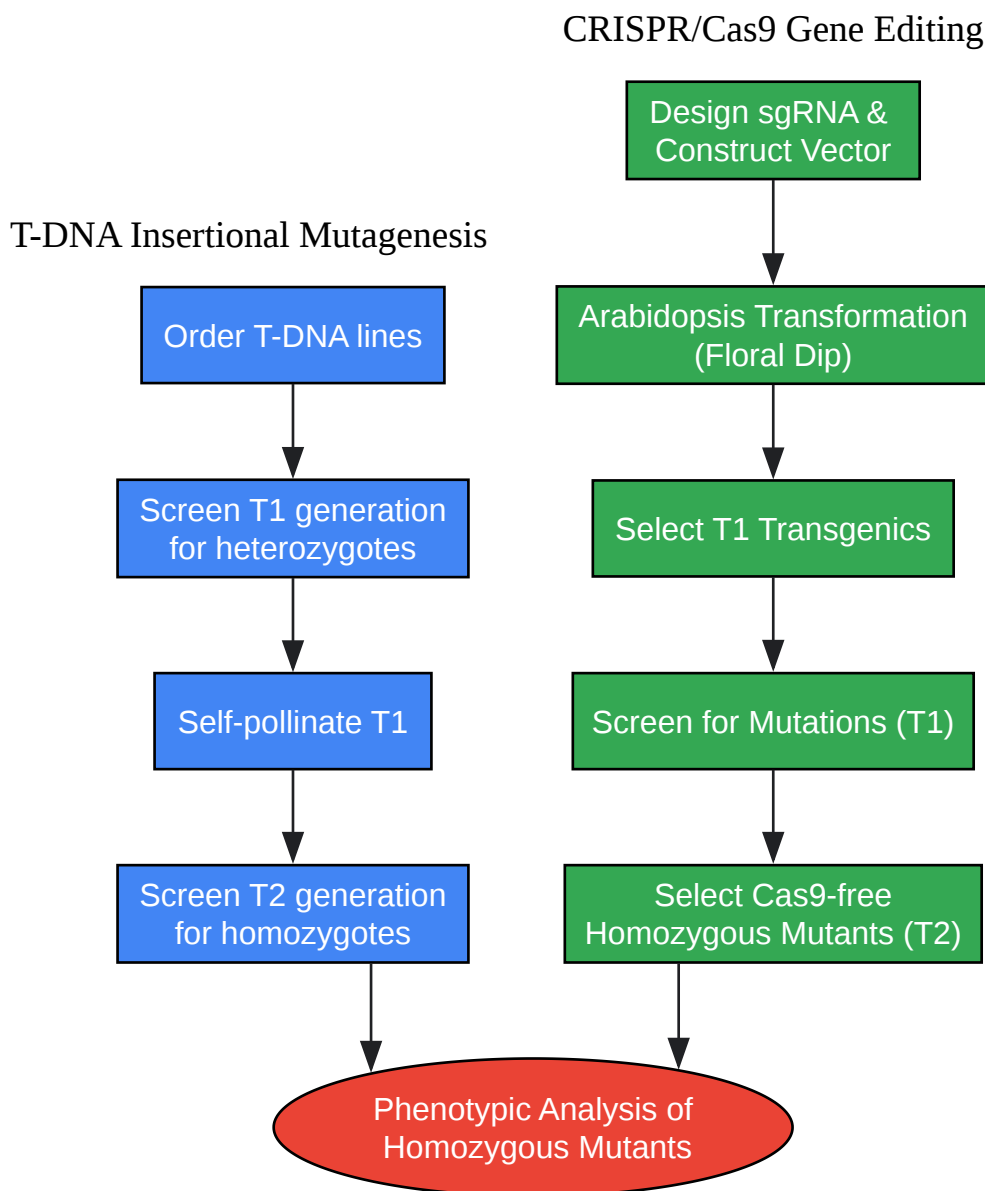 CRISPR/Cas9 Gene Editing
Design sgRNA &
Construct Vector
T-DNA Insertional Mutagenesis
Order T-DNA lines
Arabidopsis Transformation
(Floral Dip)
Screen T1 generation
for heterozygotes
Select T1 Transgenics
Self-pollinate T1
Screen for Mutations (T1)
Screen T2 generation
for homozygotes
Select Cas9-free
Homozygous Mutants (T2)
Phenotypic Analysis of
Homozygous Mutants